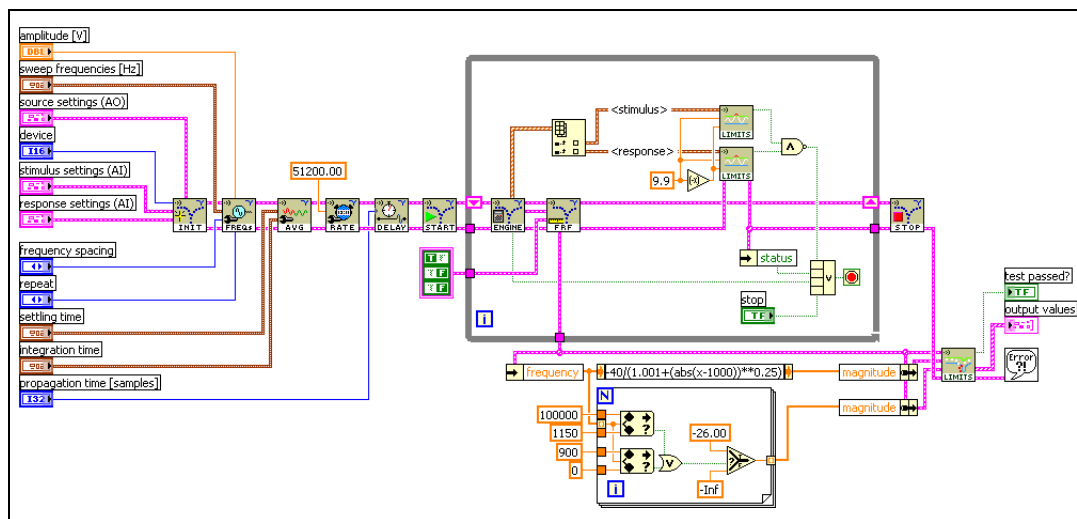 amplitude [V]
DBL
sweep frequencies [Hz]
source settings (AO)
device
I16
stimulus settings (AI)
response settings (AI)
frequency spacing
repeat
settling time
integration time
propagation time [samples]
I32
51200.00
INIT
FREQs
AVG
RATE
DELAY
START
T
F
F
ENGINE
FRF
<stimulus>
<response>
LIMITS
LIMITS
9.9
(-x)
status
stop
TF
i
STOP
test passed?
TF
output values
LIMITS
Error
?!
frequency
-40/(1.001+(abs(x-1000))**0.25)
magnitude
magnitude
N
100000
1150
900
0
-26.00
-Inf
i